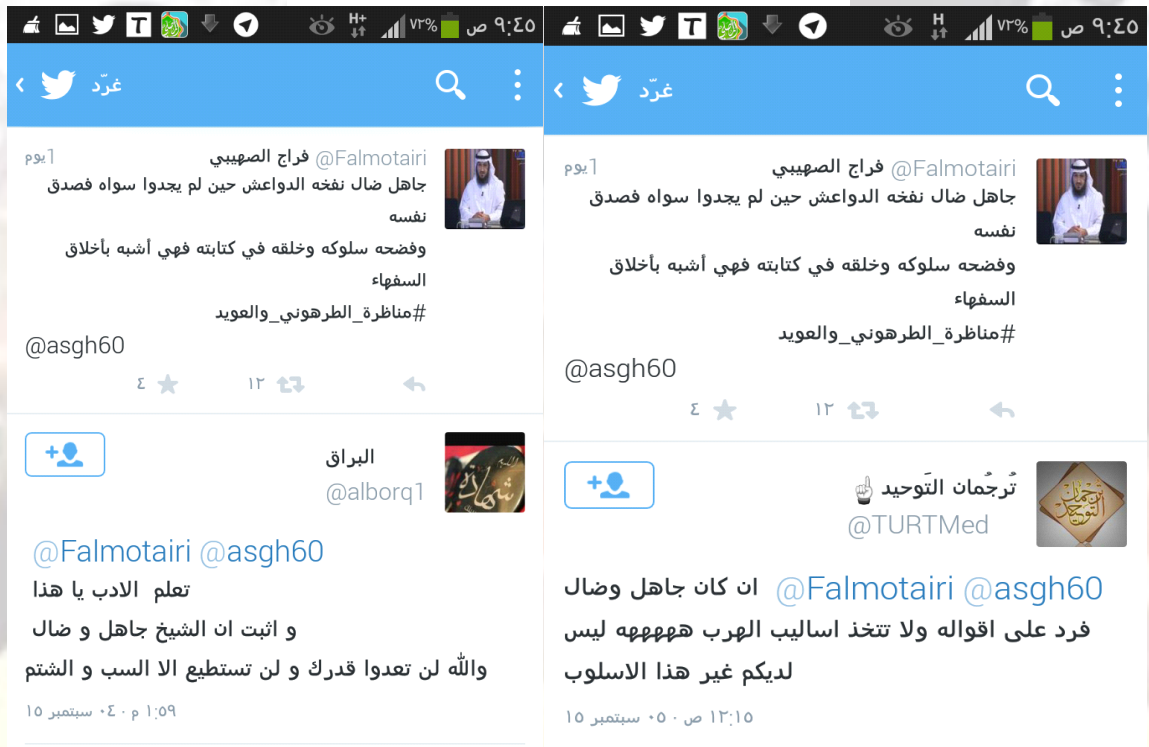 ٩:٤٥ ص ٧٢% H+
غرّد
فراج الصهيبي @Falmotairi 1يوم
جاهل ضال نفخه الدواعش حين لم يجدوا سواه فصدق
نفسه
وفضحه سلوكه وخلقه في كتابته فهي أشبه بأخلاق
السفهاء
#مناظرة_الطرهوني_والعويد
@asgh60
١٢ ٤
البراق
@alborq1
@Falmotairi @asgh60
تعلم الادب يا هذا
و اثبت ان الشيخ جاهل و ضال
والله لن تعدوا قدرك و لن تستطيع الا السب و الشتم
١:٥٩ م · ٠٤ سبتمبر ١٥
٩:٤٥ ص ٧٢% H
غرّد
فراج الصهيبي @Falmotairi 1يوم
جاهل ضال نفخه الدواعش حين لم يجدوا سواه فصدق
نفسه
وفضحه سلوكه وخلقه في كتابته فهي أشبه بأخلاق
السفهاء
#مناظرة_الطرهوني_والعويد
@asgh60
١٢ ٤
تُرجُمان التَوحيد ☝
@TURTMed
@Falmotairi @asgh60 ان كان جاهل وضال
فرد على اقواله ولا تتخذ اساليب الهرب هههههه ليس
لديكم غير هذا الاسلوب
١٢:١٥ ص · ٠٥ سبتمبر ١٥